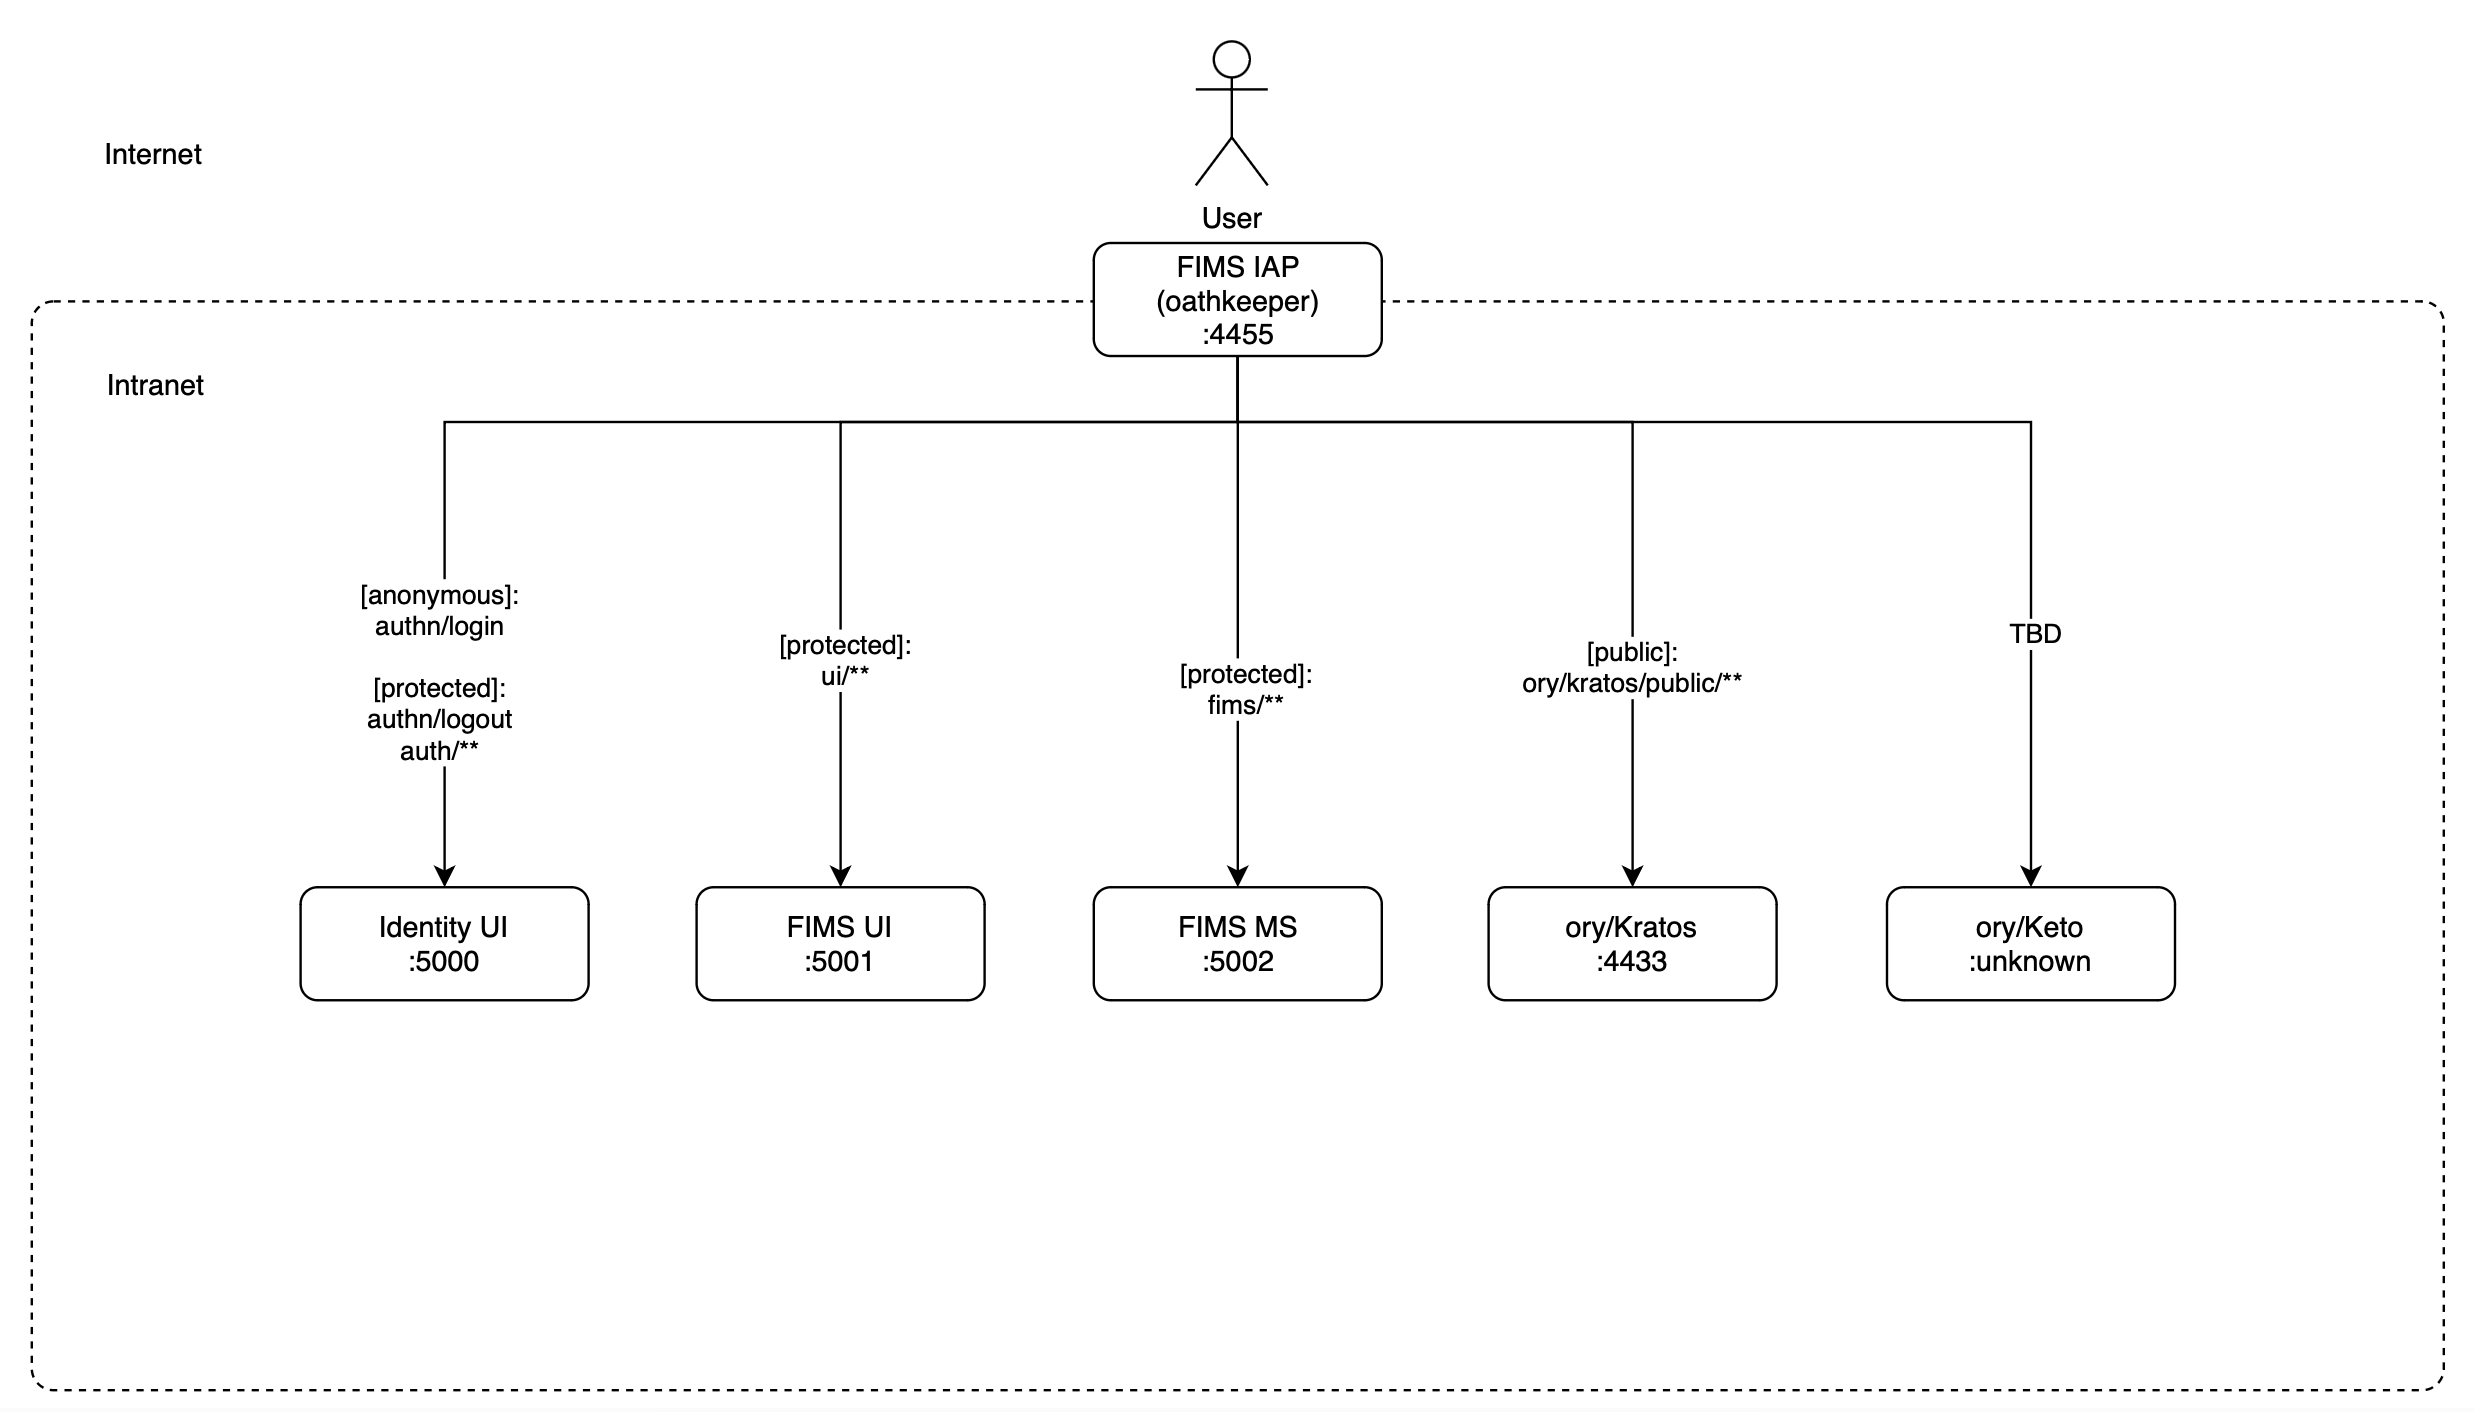 Internet
User
FIMS IAP
(oathkeeper)
:4455
Intranet
[anonymous]:
authn/login
[protected]:
authn/logout
auth/**
[protected]:
ui/**
[protected]:
fims/**
[public]:
ory/kratos/public/**
TBD
Identity UI
:5000
FIMS UI
:5001
FIMS MS
:5002
ory/Kratos
:4433
ory/Keto
:unknown